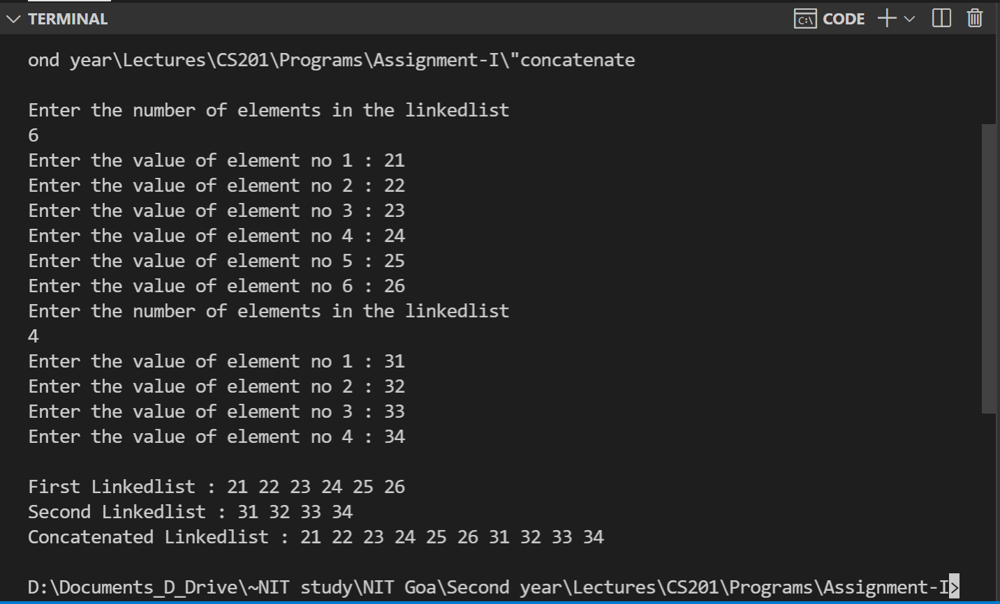 TERMINAL
C:\ CODE
ond year\Lectures\CS201\Programs\Assignment-I\"concatenate
Enter the number of elements in the linkedlist
6
Enter the value of element no 1 : 21
Enter the value of element no 2 : 22
Enter the value of element no 3 : 23
Enter the value of element no 4 : 24
Enter the value of element no 5 : 25
Enter the value of element no 6 : 26
Enter the number of elements in the linkedlist
4
Enter the value of element no 1 : 31
Enter the value of element no 2 : 32
Enter the value of element no 3 : 33
Enter the value of element no 4 : 34
First Linkedlist : 21 22 23 24 25 26
Second Linkedlist : 31 32 33 34
Concatenated Linkedlist : 21 22 23 24 25 26 31 32 33 34
D:\Documents_D_Drive\~NIT study\NIT Goa\Second year\Lectures\CS201\Programs\Assignment-I>